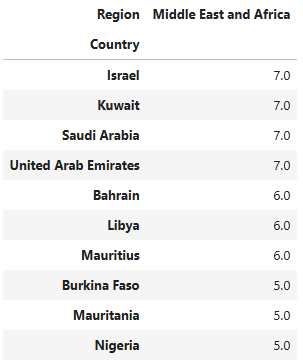 Region Middle East and Africa
Country
Israel 7.0
Kuwait 7.0
Saudi Arabia 7.0
United Arab Emirates 7.0
Bahrain 6.0
Libya 6.0
Mauritius 6.0
Burkina Faso 5.0
Mauritania 5.0
Nigeria 5.0